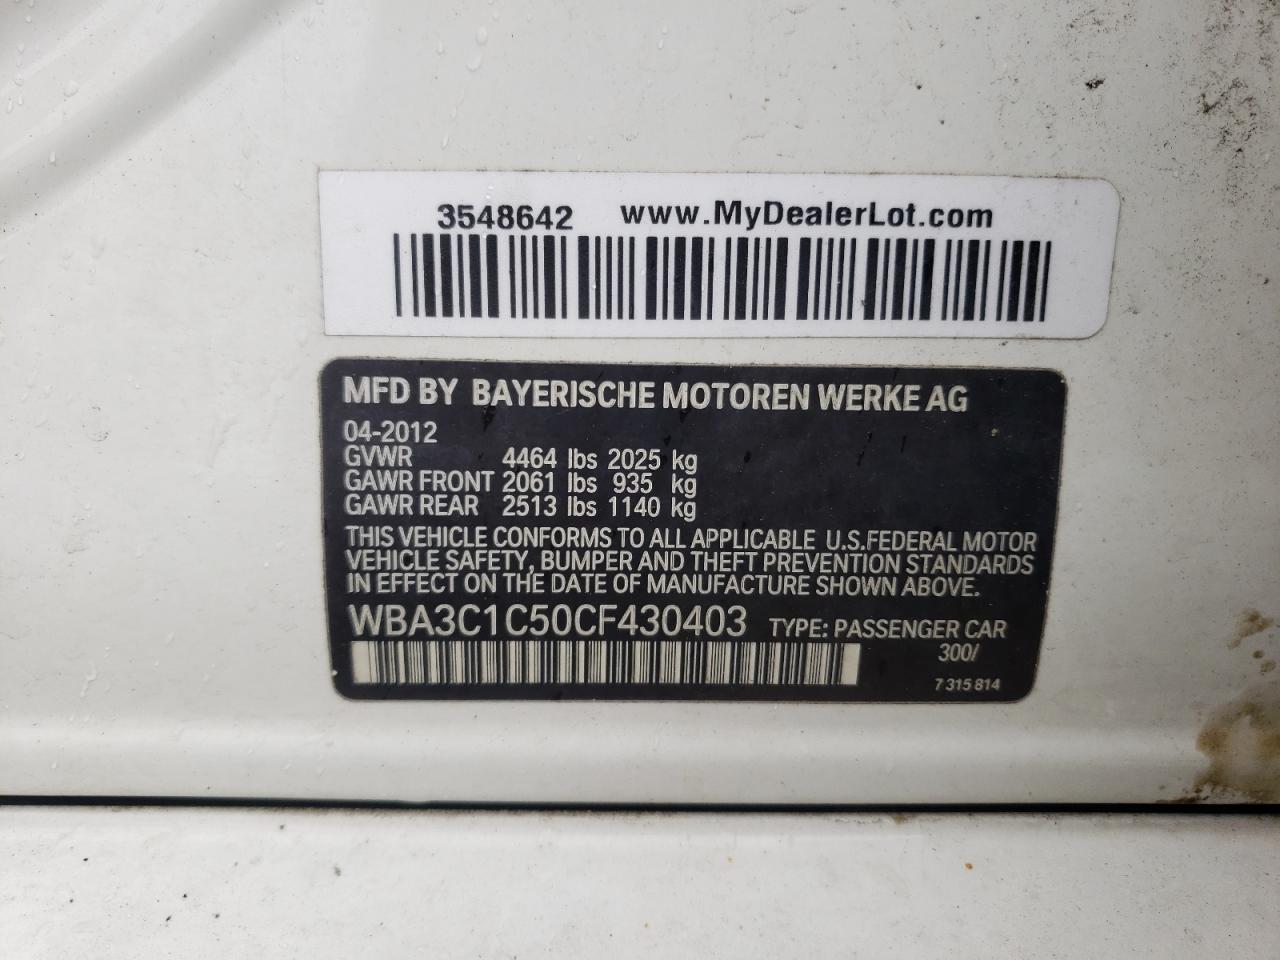 3548642 www.MyDealerLot.com
MFD BY BAYERISCHE MOTOREN WERKE AG
04-2012
GVWR 4464 lbs 2025 kg
GAWR FRONT 2061 lbs 935 kg
GAWR REAR 2513 lbs 1140 kg
THIS VEHICLE CONFORMS TO ALL APPLICABLE U.S.FEDERAL MOTOR
VEHICLE SAFETY, BUMPER AND THEFT PREVENTION STANDARDS
IN EFFECT ON THE DATE OF MANUFACTURE SHOWN ABOVE.
WBA3C1C50CF430403 TYPE: PASSENGER CAR
300/
7 315 814